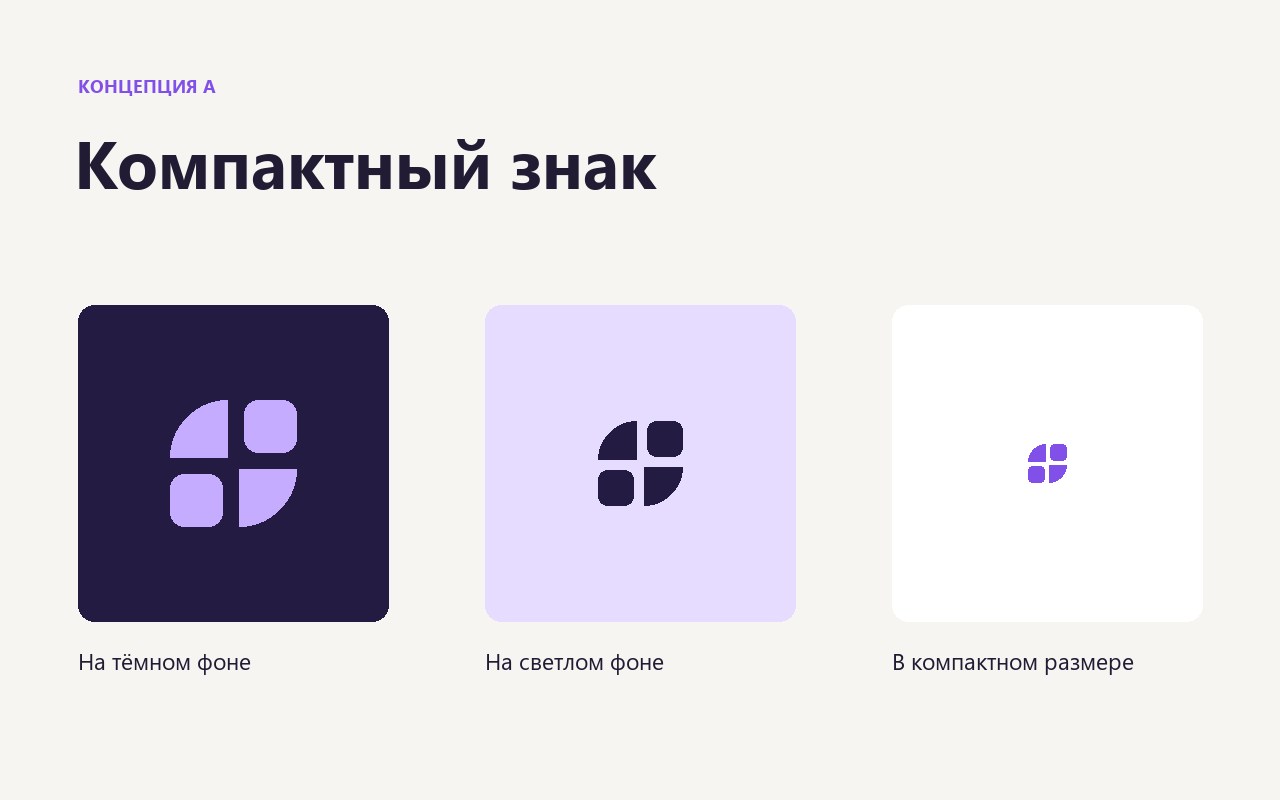 КОНЦЕПЦИЯ А
Компактный знак
На тёмном фоне
На светлом фоне
В компактном размере